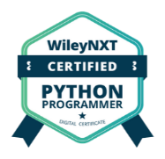 WileyNXT
CERTIFIED
PYTHON
PROGRAMMER
DIGITAL CERTIFICATE